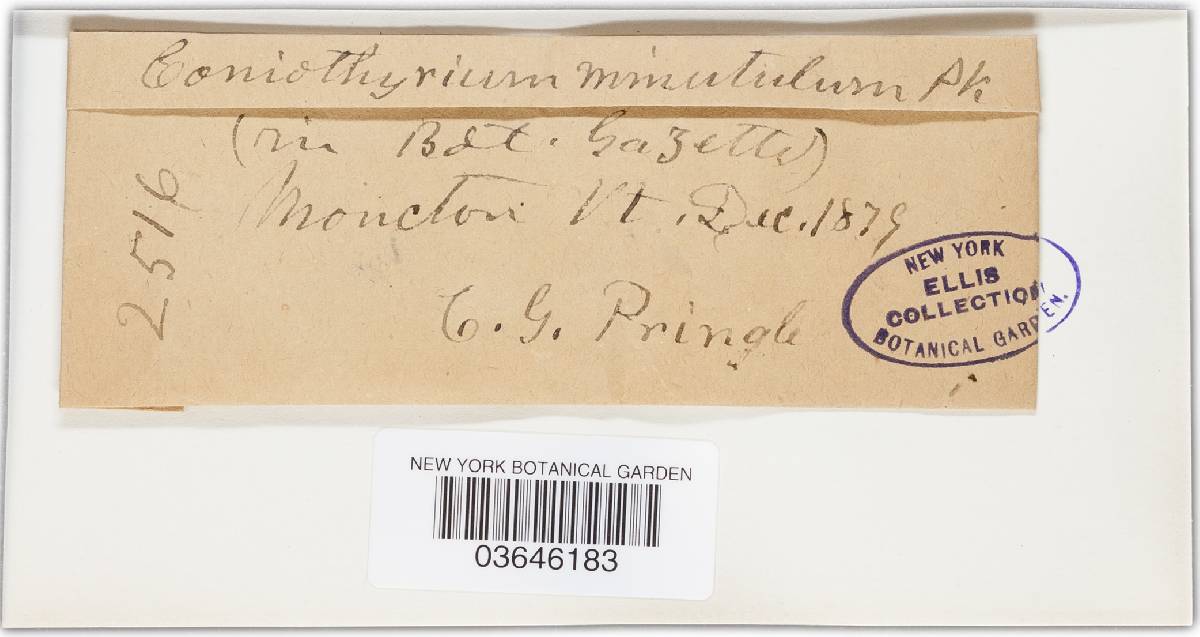 Coniothyrium minutulum Pk
(in Bot. Gazette)
Moncton Vt. Dec. 1879
C. G. Pringle
2516
NEW YORK
ELLIS
COLLECTION
BOTANICAL GARDEN.
NEW YORK BOTANICAL GARDEN
03646183